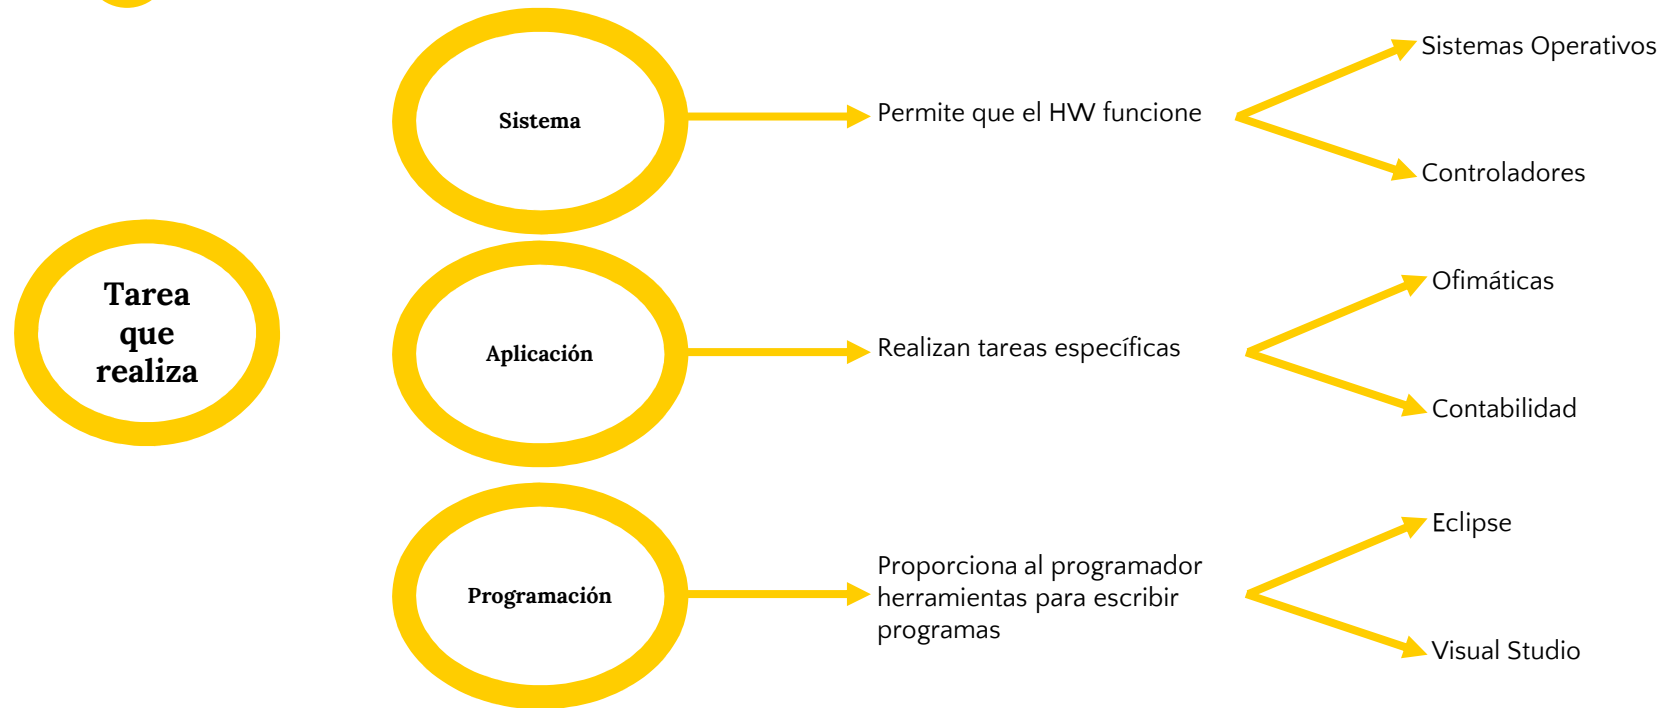 Sistema
Permite que el HW funcione
Sistemas Operativos
Controladores
Tarea
que
realiza
Aplicación
Realizan tareas específicas
Ofimáticas
Contabilidad
Programación
Proporciona al programador
herramientas para escribir
programas
Eclipse
Visual Studio